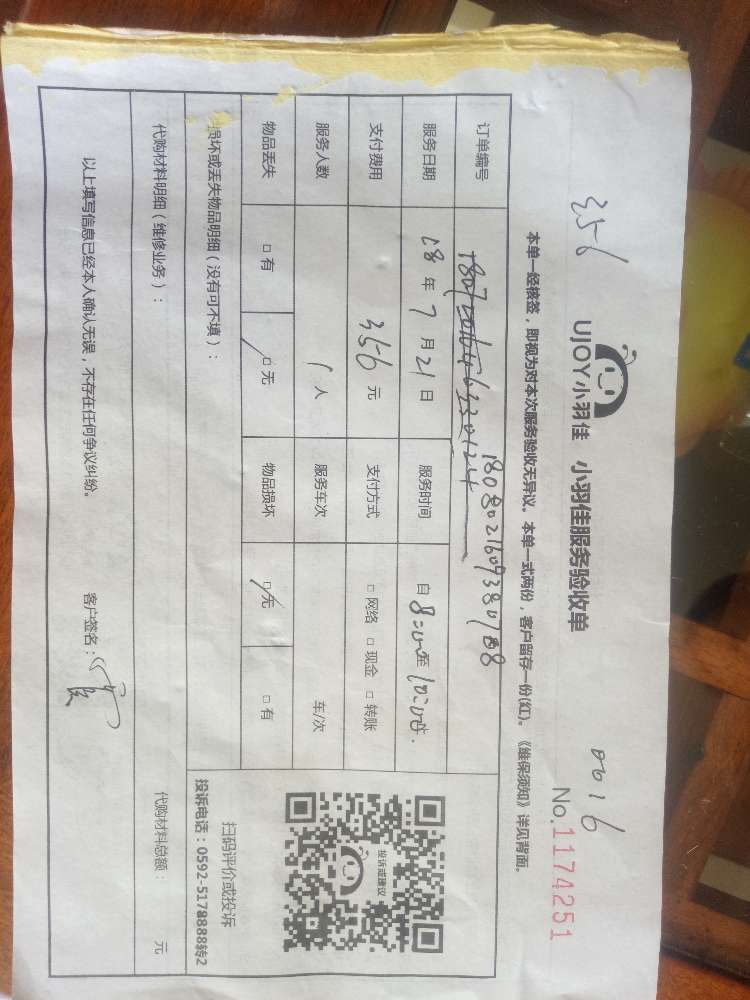 356
0016
UJOY小羽佳 小羽佳服务验收单
No.1174251
本单一经核签，即视为对本次服务验收无异议。本单一式两份，客户留存一份(红)。《维保须知》详见背面。
订单编号
18080216093380788
服务日期 18 年 7 月 21 日 服务时间 自 8:00 至 10:00
支付费用 356 元 支付方式 □ 网络 □ 现金 □ 转账
服务人数 1 人 服务车次 车/次
物品丢失 □ 有 □ 无 物品损坏 □ 无 □ 有
投诉或建议
扫码评价或投诉
投诉电话：0592-5178888转2
损坏或丢失物品明细（没有可不填）：
代购材料明细（维修业务）： 代购材料总额： 元
以上填写信息已经本人确认无误，不存在任何争议纠纷。 客户签名：